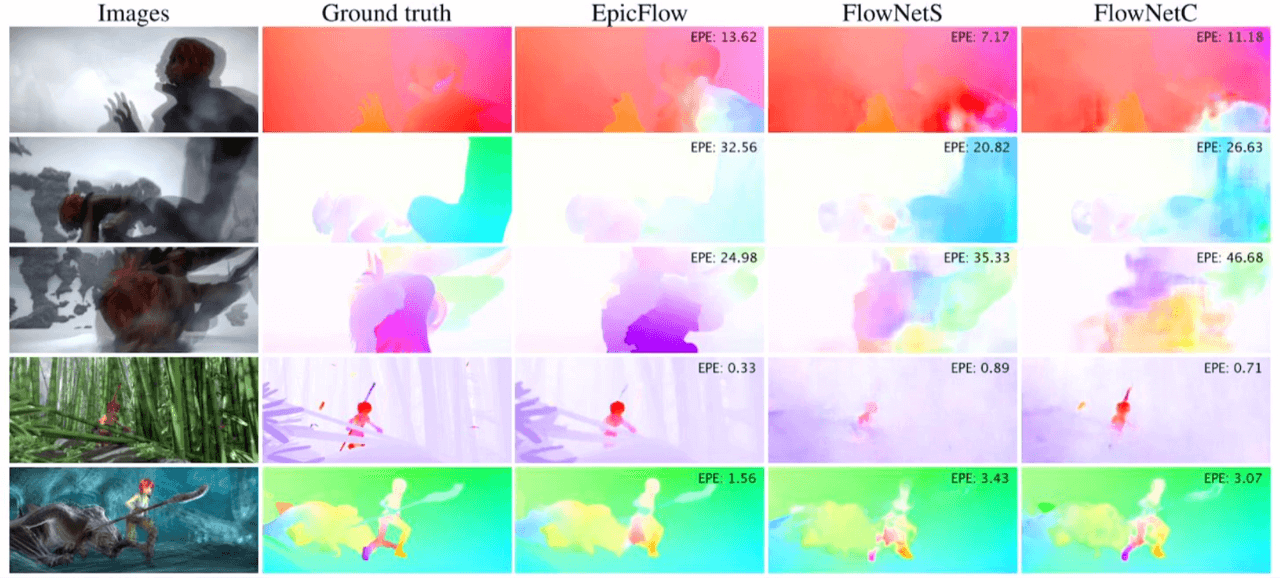 Images Ground truth EpicFlow FlowNetS FlowNetC
EPE: 13.62 EPE: 7.17 EPE: 11.18
EPE: 32.56 EPE: 20.82 EPE: 26.63
EPE: 24.98 EPE: 35.33 EPE: 46.68
EPE: 0.33 EPE: 0.89 EPE: 0.71
EPE: 1.56 EPE: 3.43 EPE: 3.07